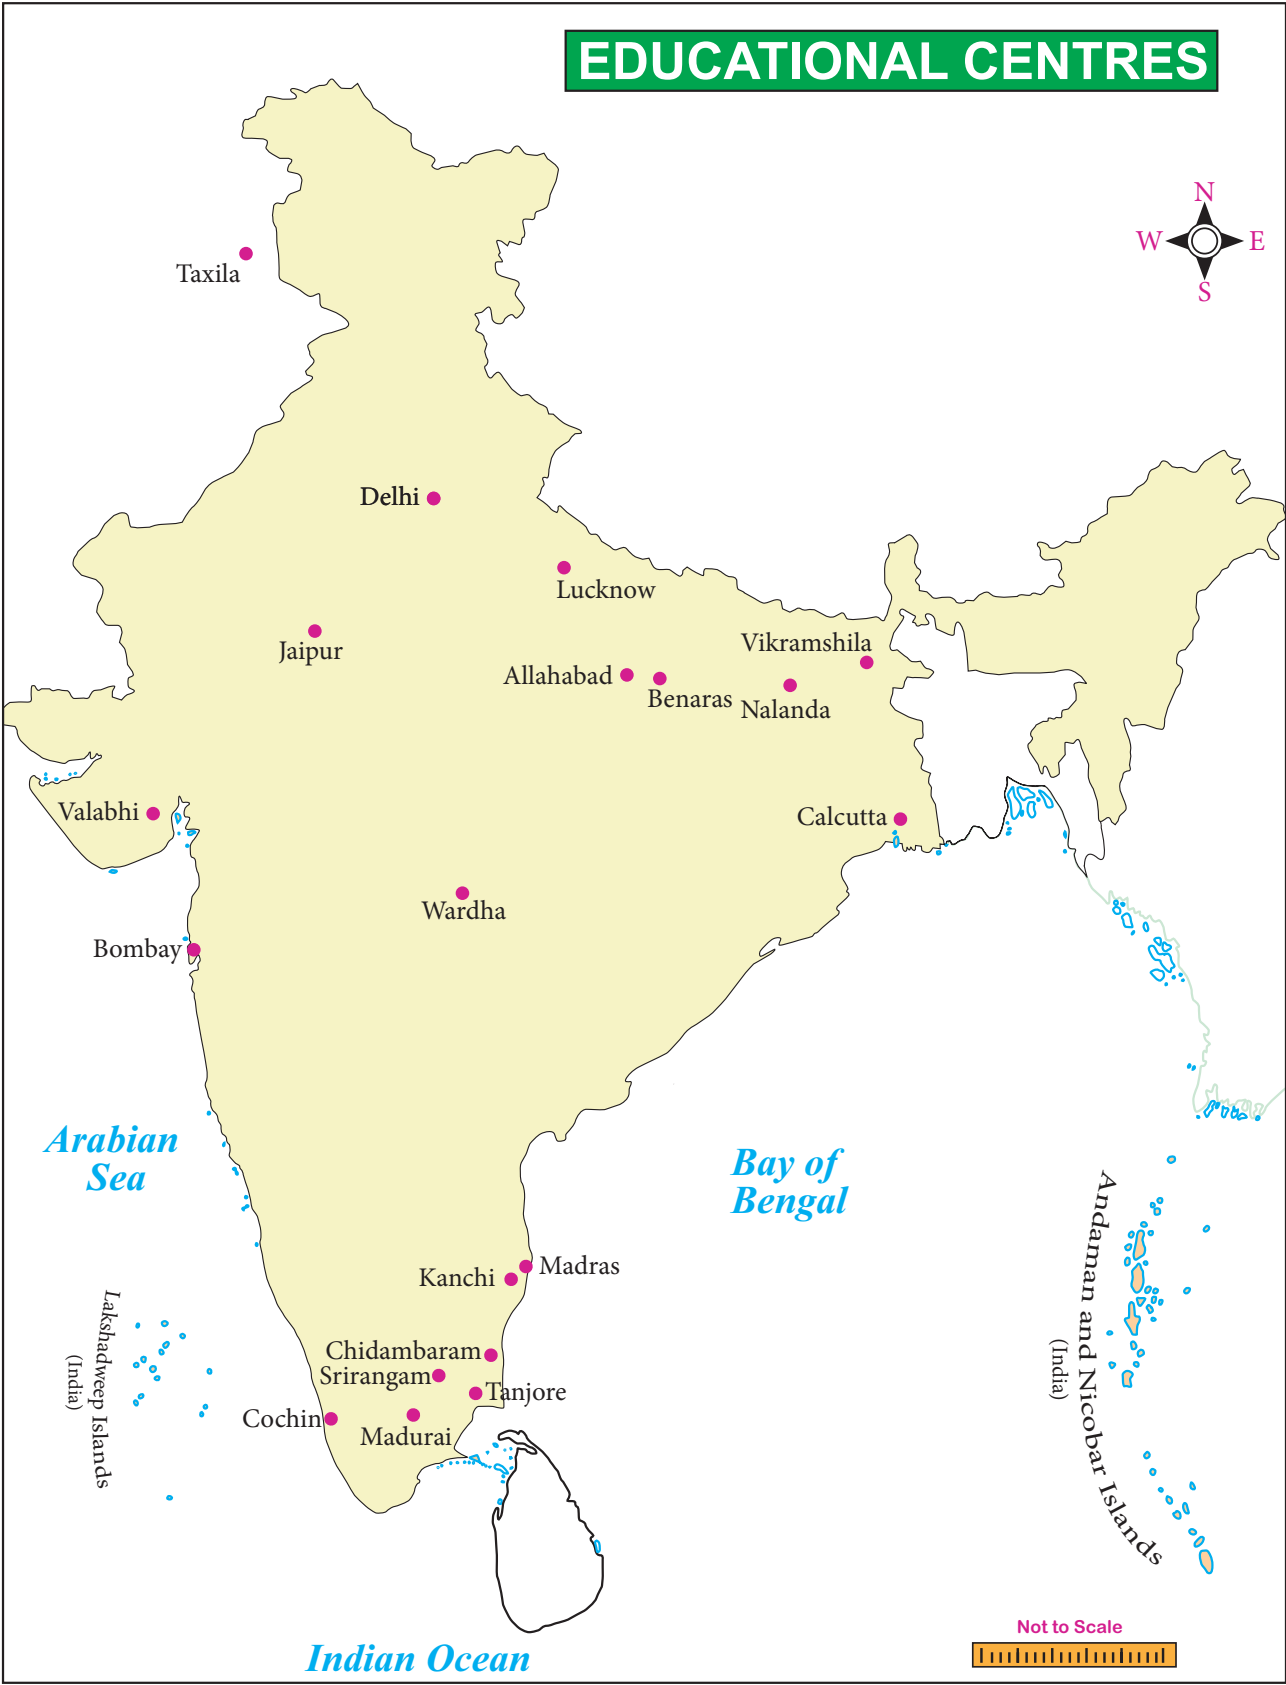 EDUCATIONAL CENTRES
N
W
E
S
Taxila
Delhi
Lucknow
Jaipur
Vikramshila
Allahabad
Benaras
Nalanda
Valabhi
Calcutta
Wardha
Bombay
Arabian
Sea
Bay of
Bengal
Madras
Kanchi
Chidambaram
Srirangam
Tanjore
Cochin
Madurai
Lakshadweep Islands
(India)
Andaman and Nicobar Islands
(India)
Not to Scale
Indian Ocean